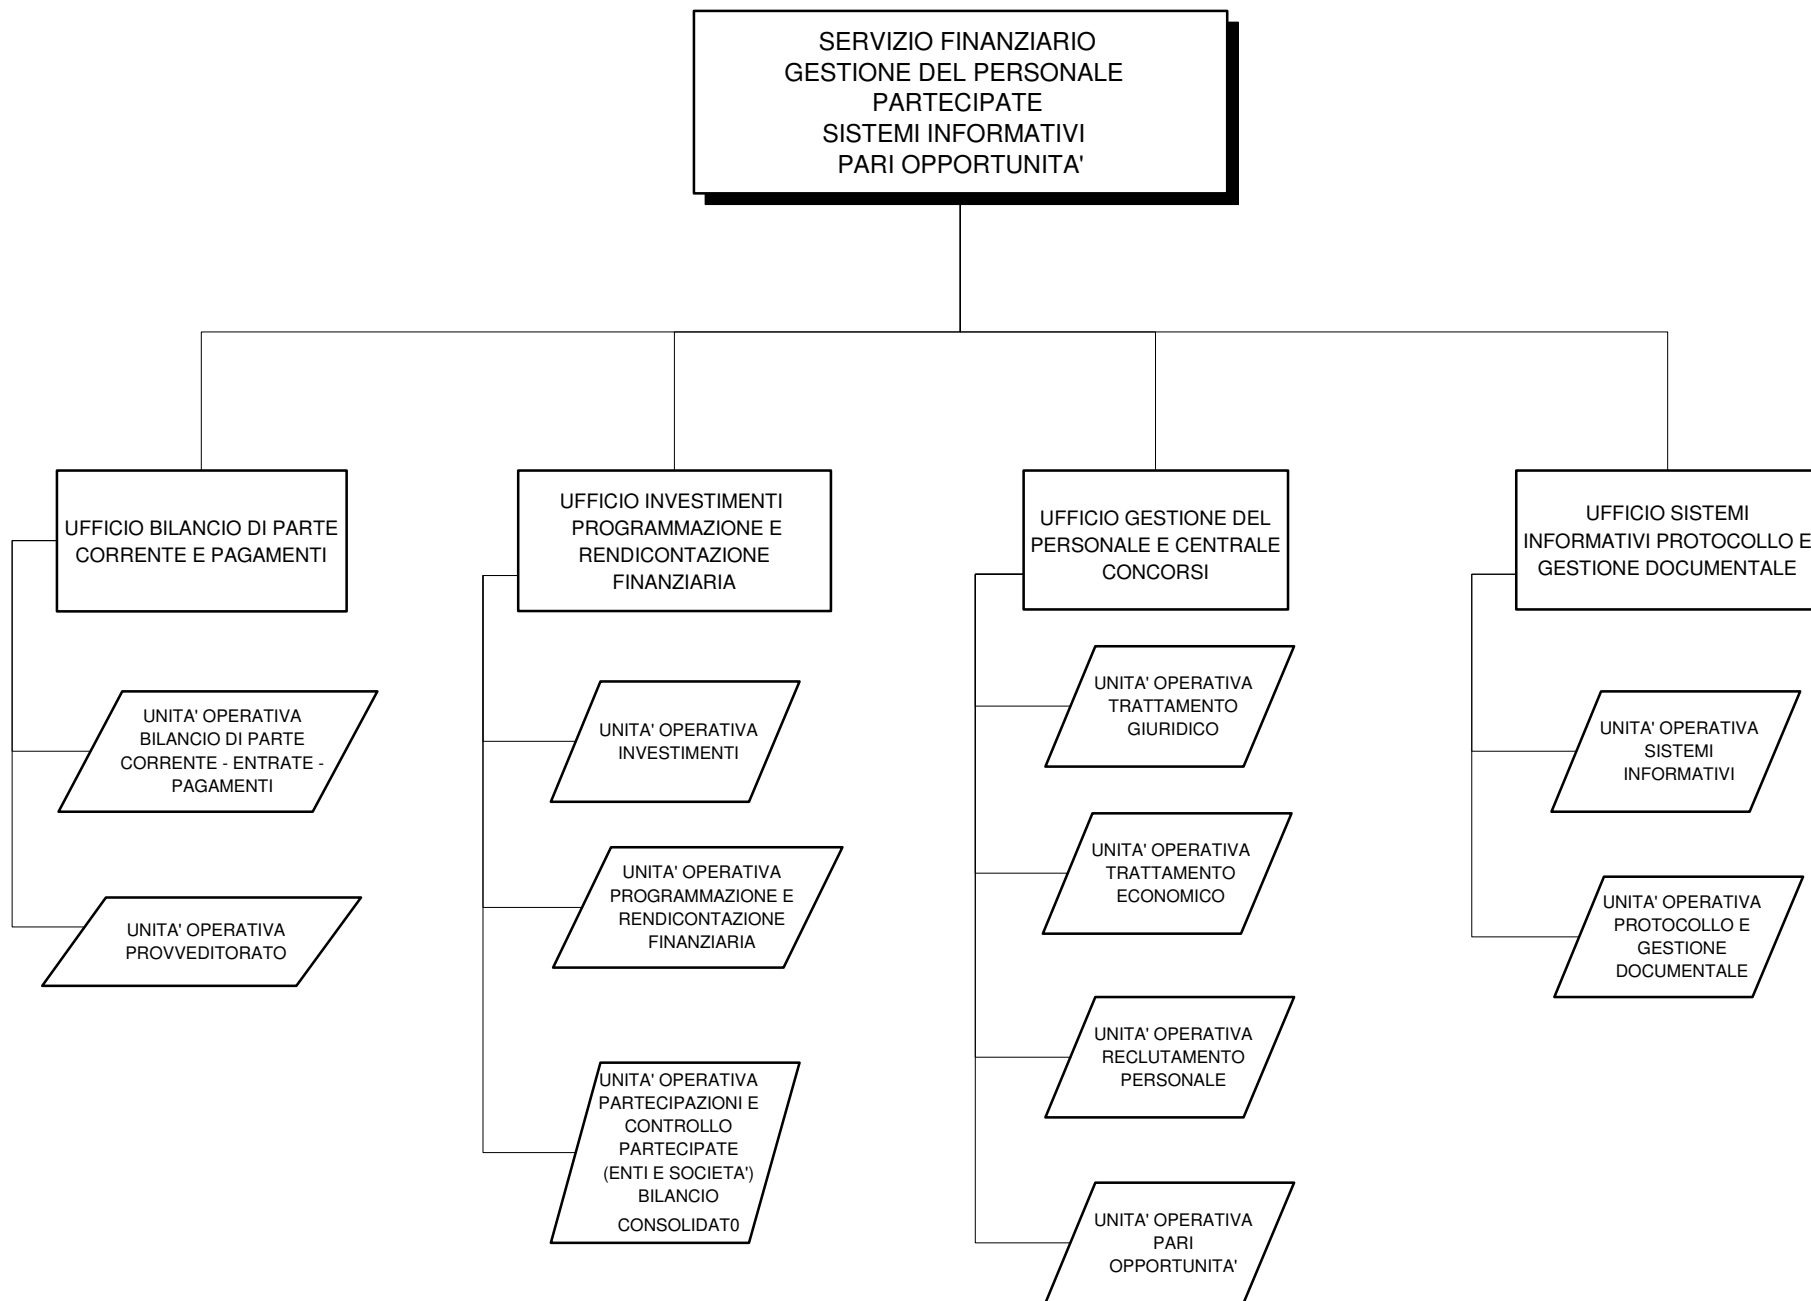 SERVIZIO FINANZIARIO
GESTIONE DEL PERSONALE
PARTECIPATE
SISTEMI INFORMATIVI
PARI OPPORTUNITA'
UFFICIO BILANCIO DI PARTE
CORRENTE E PAGAMENTI
UNITA' OPERATIVA
BILANCIO DI PARTE
CORRENTE - ENTRATE -
PAGAMENTI
UNITA' OPERATIVA
PROVVEDITORATO
UFFICIO INVESTIMENTI
PROGRAMMAZIONE E
RENDICONTAZIONE
FINANZIARIA
UNITA' OPERATIVA
INVESTIMENTI
UNITA' OPERATIVA
PROGRAMMAZIONE E
RENDICONTAZIONE
FINANZIARIA
UNITA' OPERATIVA
PARTECIPAZIONI E
CONTROLLO
PARTECIPATE
(ENTI E SOCIETA')
BILANCIO
CONSOLIDAT0
UFFICIO GESTIONE DEL
PERSONALE E CENTRALE
CONCORSI
UNITA' OPERATIVA
TRATTAMENTO
GIURIDICO
UNITA' OPERATIVA
TRATTAMENTO
ECONOMICO
UNITA' OPERATIVA
RECLUTAMENTO
PERSONALE
UNITA' OPERATIVA
PARI
OPPORTUNITA'
UFFICIO SISTEMI
INFORMATIVI PROTOCOLLO E
GESTIONE DOCUMENTALE
UNITA' OPERATIVA
SISTEMI
INFORMATIVI
UNITA' OPERATIVA
PROTOCOLLO E
GESTIONE
DOCUMENTALE